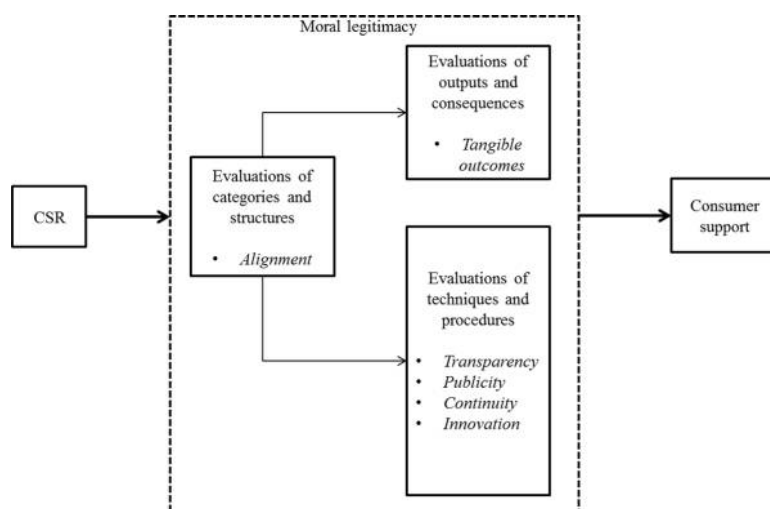 Moral legitimacy
Evaluations of
outputs and
consequences
• Tangible
outcomes
Evaluations of
categories and
structures
• Alignment
CSR
Consumer
support
Evaluations of
techniques and
procedures
• Transparency
• Publicity
• Continuity
• Innovation